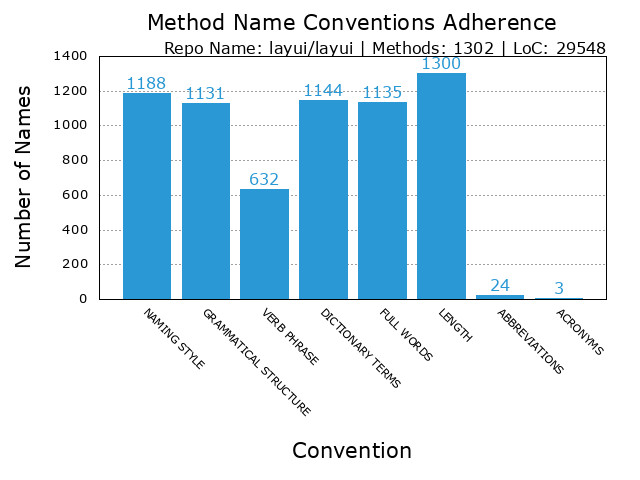 Method Name Conventions Adherence
Repo Name: layui/layui | Methods: 1302 | LoC: 29548
Number of Names
1400
1200
1000
800
600
400
200
0
1188
1131
632
1144
1135
1300
24
3
NAMING STYLE
GRAMMATICAL STRUCTURE
VERB PHRASE
DICTIONARY TERMS
FULL WORDS
LENGTH
ABBREVIATIONS
ACRONYMS
Convention